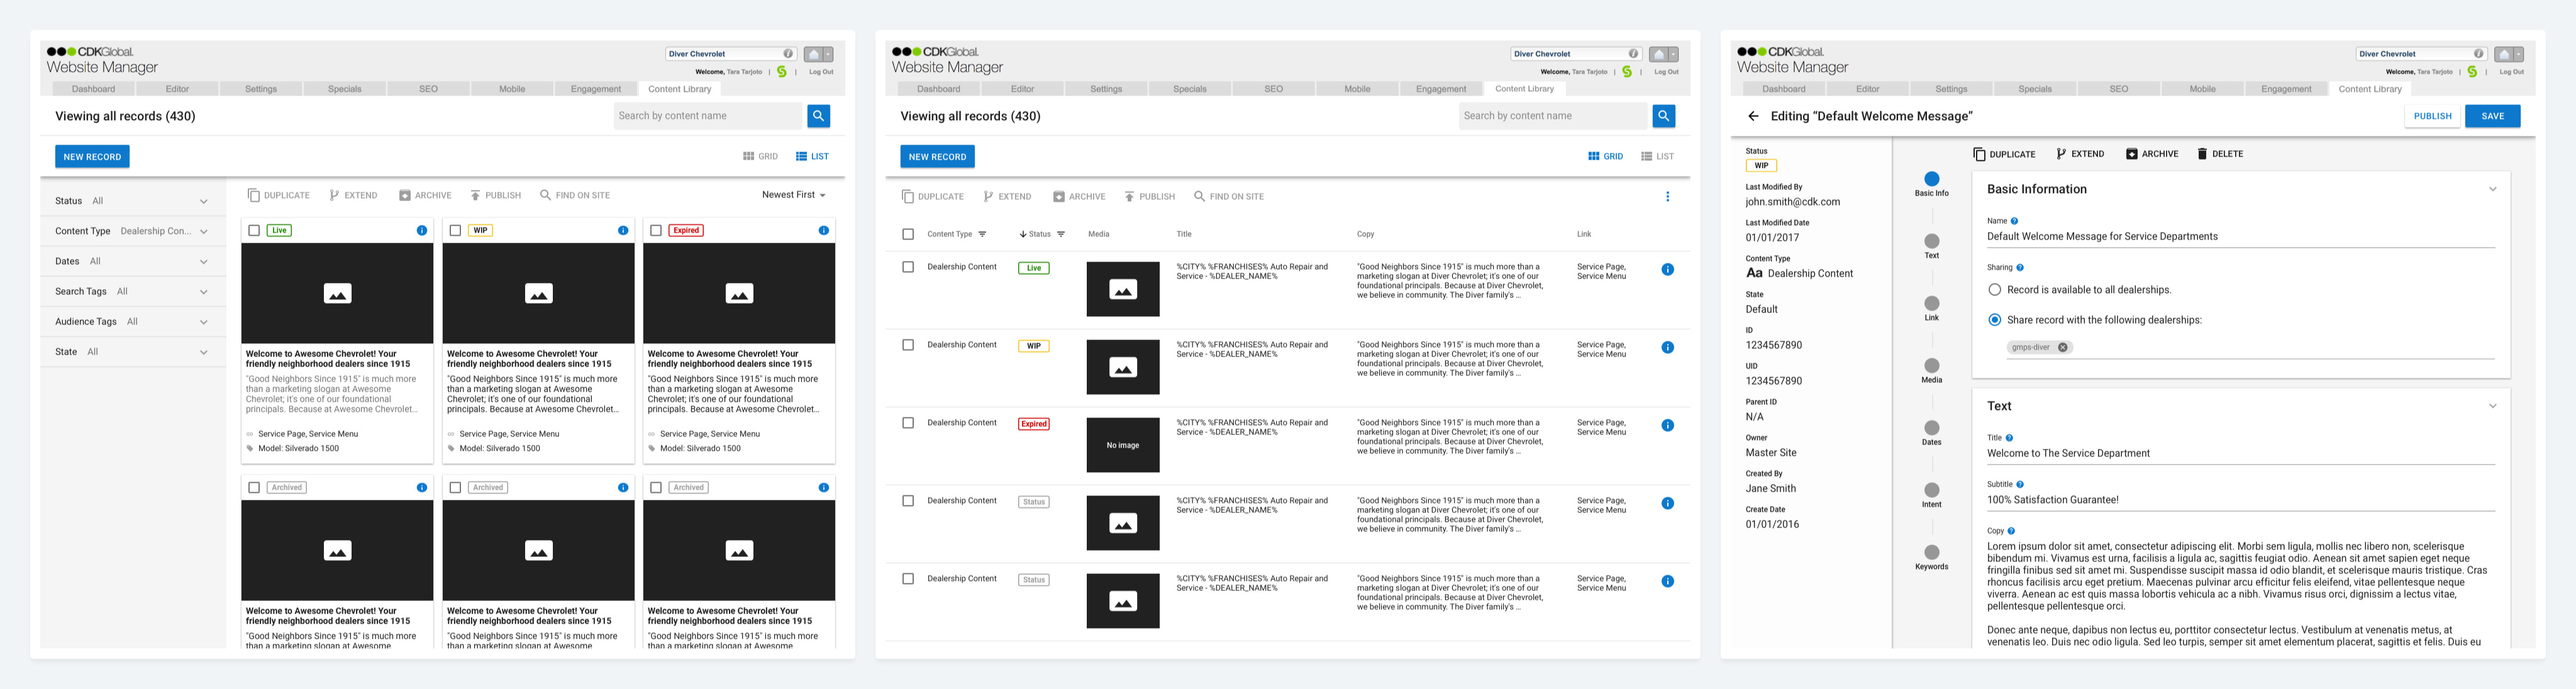 CDKGlobal.
Website Manager
Diver Chevrolet
Welcome, Tara Tarjoto | S | Log Out
Dashboard Editor Settings Specials SEO Mobile Engagement Content Library
Viewing all records (430)
Search by content name
NEW RECORD
GRID LIST
Status All
Content Type Dealership Con...
Dates All
Search Tags All
Audience Tags All
State All
DUPLICATE EXTEND ARCHIVE PUBLISH FIND ON SITE
Newest First
Live
Welcome to Awesome Chevrolet! Your
friendly neighborhood dealers since 1915
"Good Neighbors Since 1915" is much more
than a marketing slogan at Awesome
Chevrolet; it's one of our foundational
principals. Because at Awesome Chevrolet...
Service Page, Service Menu
Model: Silverado 1500
WIP
Welcome to Awesome Chevrolet! Your
friendly neighborhood dealers since 1915
"Good Neighbors Since 1915" is much more
than a marketing slogan at Awesome
Chevrolet; it's one of our foundational
principals. Because at Awesome Chevrolet...
Service Page, Service Menu
Model: Silverado 1500
Expired
Welcome to Awesome Chevrolet! Your
friendly neighborhood dealers since 1915
"Good Neighbors Since 1915" is much more
than a marketing slogan at Awesome
Chevrolet; it's one of our foundational
principals. Because at Awesome Chevrolet...
Service Page, Service Menu
Model: Silverado 1500
Archived
Welcome to Awesome Chevrolet! Your
friendly neighborhood dealers since 1915
"Good Neighbors Since 1915" is much more
than a marketing slogan at Awesome
Archived
Welcome to Awesome Chevrolet! Your
friendly neighborhood dealers since 1915
"Good Neighbors Since 1915" is much more
than a marketing slogan at Awesome
Archived
Welcome to Awesome Chevrolet! Your
friendly neighborhood dealers since 1915
"Good Neighbors Since 1915" is much more
than a marketing slogan at Awesome
CDKGlobal.
Website Manager
Diver Chevrolet
Welcome, Tara Tarjoto | S | Log Out
Dashboard Editor Settings Specials SEO Mobile Engagement Content Library
Viewing all records (430)
Search by content name
NEW RECORD
GRID LIST
DUPLICATE EXTEND ARCHIVE PUBLISH FIND ON SITE
Content Type Status Media Title Copy Link
Dealership Content
Live
%CITY% %FRANCHISES% Auto Repair and
Service - %DEALER_NAME%
"Good Neighbors Since 1915" is much more than a
marketing slogan at Diver Chevrolet; it's one of our
foundational principals. Because at Diver Chevrolet,
we believe in community. The Diver family's ...
Service Page,
Service Menu
Dealership Content
WIP
%CITY% %FRANCHISES% Auto Repair and
Service - %DEALER_NAME%
"Good Neighbors Since 1915" is much more than a
marketing slogan at Diver Chevrolet; it's one of our
foundational principals. Because at Diver Chevrolet,
we believe in community. The Diver family's ...
Service Page,
Service Menu
Dealership Content
Expired
No image
%CITY% %FRANCHISES% Auto Repair and
Service - %DEALER_NAME%
"Good Neighbors Since 1915" is much more than a
marketing slogan at Diver Chevrolet; it's one of our
foundational principals. Because at Diver Chevrolet,
we believe in community. The Diver family's ...
Service Page,
Service Menu
Dealership Content
Status
%CITY% %FRANCHISES% Auto Repair and
Service - %DEALER_NAME%
"Good Neighbors Since 1915" is much more than a
marketing slogan at Diver Chevrolet; it's one of our
foundational principals. Because at Diver Chevrolet,
we believe in community. The Diver family's ...
Service Page,
Service Menu
Dealership Content
Status
%CITY% %FRANCHISES% Auto Repair and
Service - %DEALER_NAME%
"Good Neighbors Since 1915" is much more than a
marketing slogan at Diver Chevrolet; it's one of our
foundational principals. Because at Diver Chevrolet,
we believe in community. The Diver family's ...
Service Page,
Service Menu
CDKGlobal.
Website Manager
Diver Chevrolet
Welcome, Tara Tarjoto | S | Log Out
Dashboard Editor Settings Specials SEO Mobile Engagement Content Library
Editing “Default Welcome Message”
PUBLISH SAVE
Status
WIP
Last Modified By
john.smith@cdk.com
Last Modified Date
01/01/2017
Content Type
Aa Dealership Content
State
Default
ID
1234567890
UID
1234567890
Parent ID
N/A
Owner
Master Site
Created By
Jane Smith
Create Date
01/01/2016
Basic Info
Text
Link
Media
Dates
Intent
Keywords
DUPLICATE EXTEND ARCHIVE DELETE
Basic Information
Name
Default Welcome Message for Service Departments
Sharing
Record is available to all dealerships.
Share record with the following dealerships:
gmps-diver
Text
Title
Welcome to The Service Department
Subtitle
100% Satisfaction Guarantee!
Copy
Lorem ipsum dolor sit amet, consectetur adipiscing elit. Morbi sem ligula, mollis nec libero non, scelerisque
bibendum mi. Vivamus est urna, facilisis a ligula ac, sagittis feugiat odio. Aenean sit amet sapien eget neque
fringilla finibus sed sit amet mi. Suspendisse suscipit massa id odio blandit, et scelerisque mauris tristique. Cras
rhoncus facilisis arcu eget pretium. Maecenas pulvinar arcu efficitur felis eleifend, vitae pellentesque neque
viverra. Aenean ac est quis massa lobortis vehicula ac a nibh. Vivamus risus orci, dignissim a lectus vitae,
pellentesque pellentesque orci.
Donec ante neque, dapibus non lectus eu, porttitor consectetur lectus. Vestibulum at venenatis metus, at
venenatis leo. Duis nec odio ligula. Sed leo turpis, semper sit amet elementum placerat, sagittis et felis. Duis eu